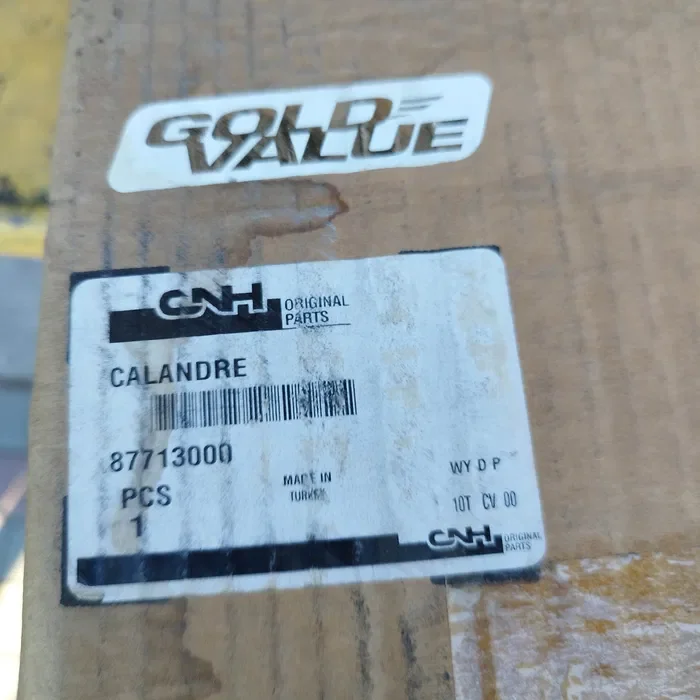 GOLD
VALUE
CNH ORIGINAL
PARTS
CALANDRE
87713000
PCS
1
MADE IN
TURKEY
WY D P
10T CV 00
CNH ORIGINAL
PARTS